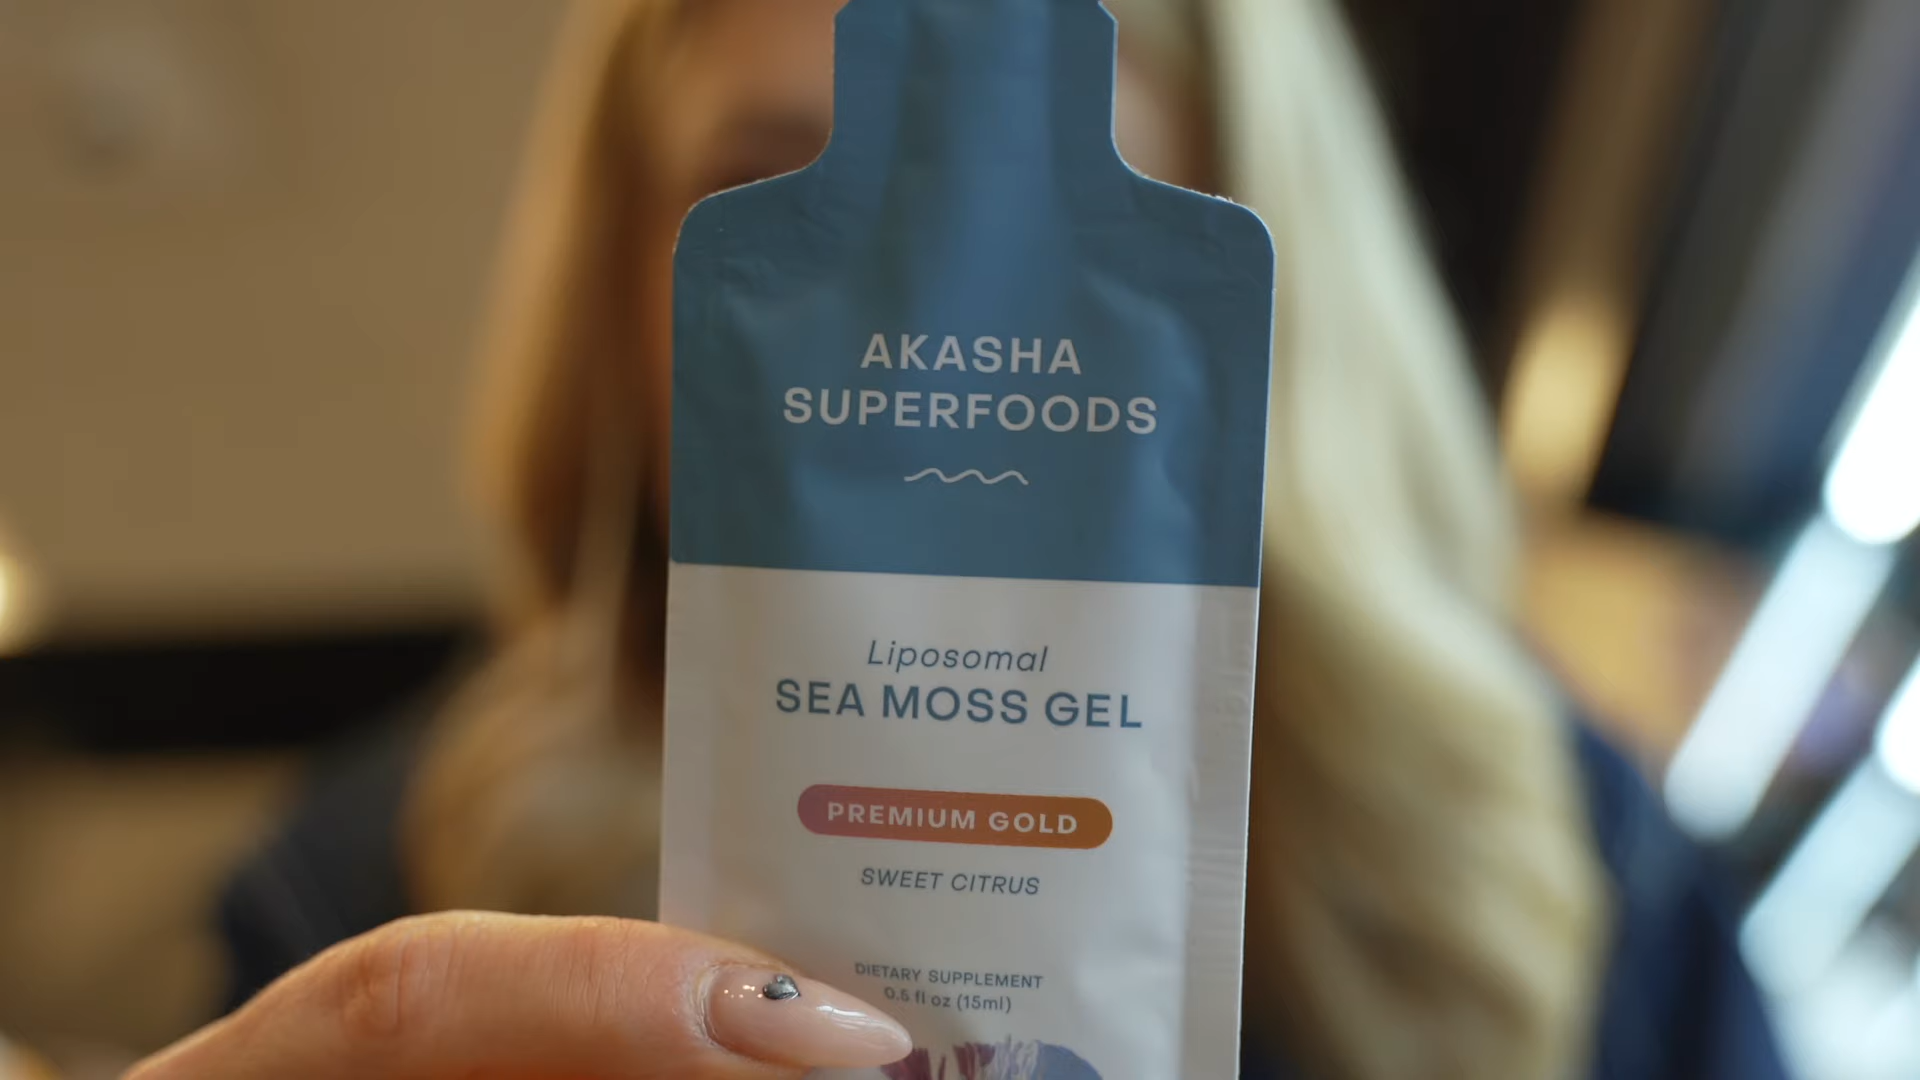 AKASHA
SUPERFOODS
Liposomal
SEA MOSS GEL
PREMIUM GOLD
SWEET CITRUS
DIETARY SUPPLEMENT
0.5 fl oz (15ml)